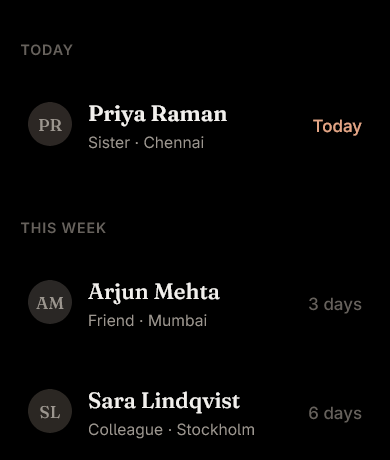 TODAY
PR
Priya Raman
Sister · Chennai
Today
THIS WEEK
AM
Arjun Mehta
Friend · Mumbai
3 days
SL
Sara Lindqvist
Colleague · Stockholm
6 days